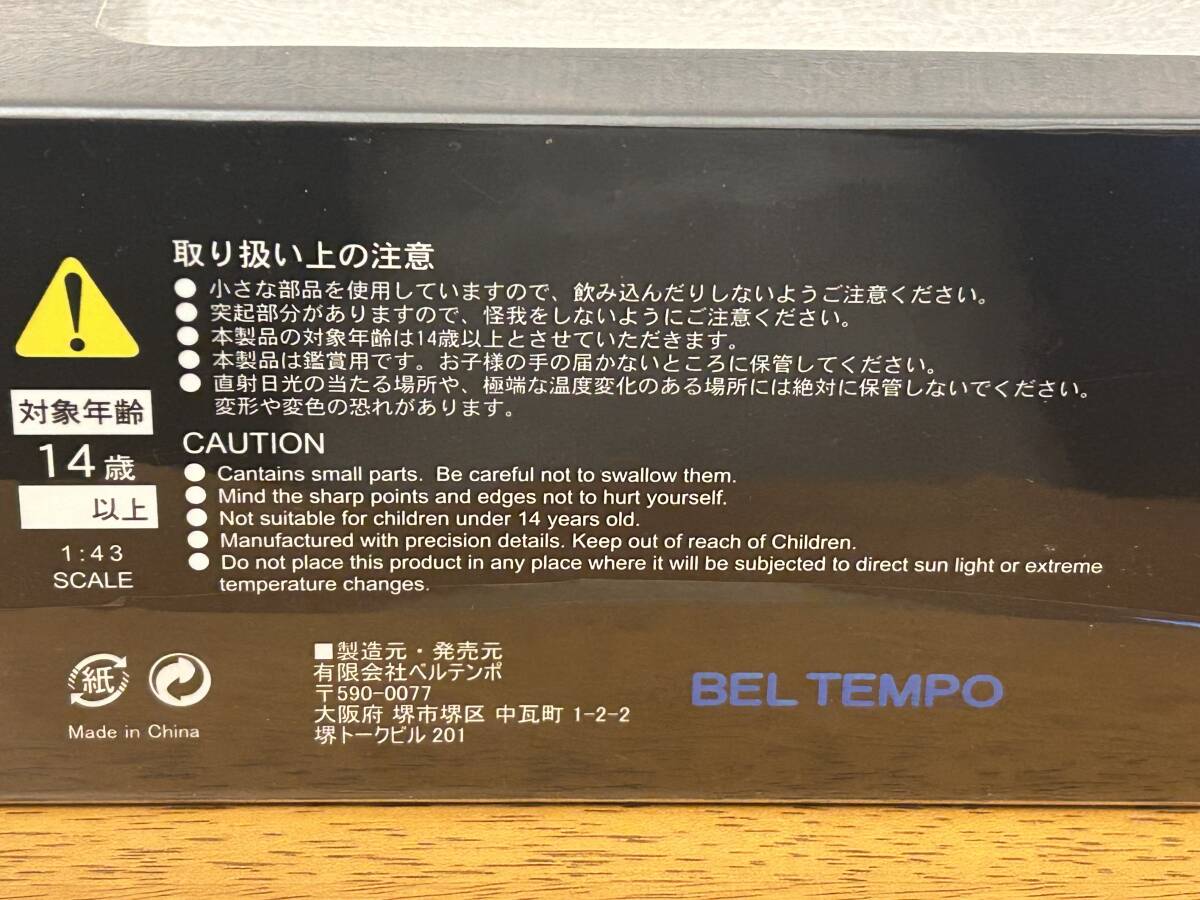 取り扱い上の注意
● 小さな部品を使用していますので、飲み込んだりしないようご注意ください。
● 突起部分がありますので、怪我をしないようにご注意ください。
● 本製品の対象年齢は14歳以上とさせていただきます。
● 本製品は鑑賞用です。お子様の手の届かないところに保管してください。
● 直射日光の当たる場所や、極端な温度変化のある場所には絶対に保管しないでください。
変形や変色の恐れがあります。
対象年齢
14歳
以上
1:43
SCALE
CAUTION
● Cantains small parts. Be careful not to swallow them.
● Mind the sharp points and edges not to hurt yourself.
● Not suitable for children under 14 years old.
● Manufactured with precision details. Keep out of reach of Children.
● Do not place this product in any place where it will be subjected to direct sun light or extreme
temperature changes.
紙
Made in China
■製造元・発売元
有限会社ベルテンポ
〒590-0077
大阪府 堺市堺区 中瓦町 1-2-2
堺トークビル 201
BEL TEMPO